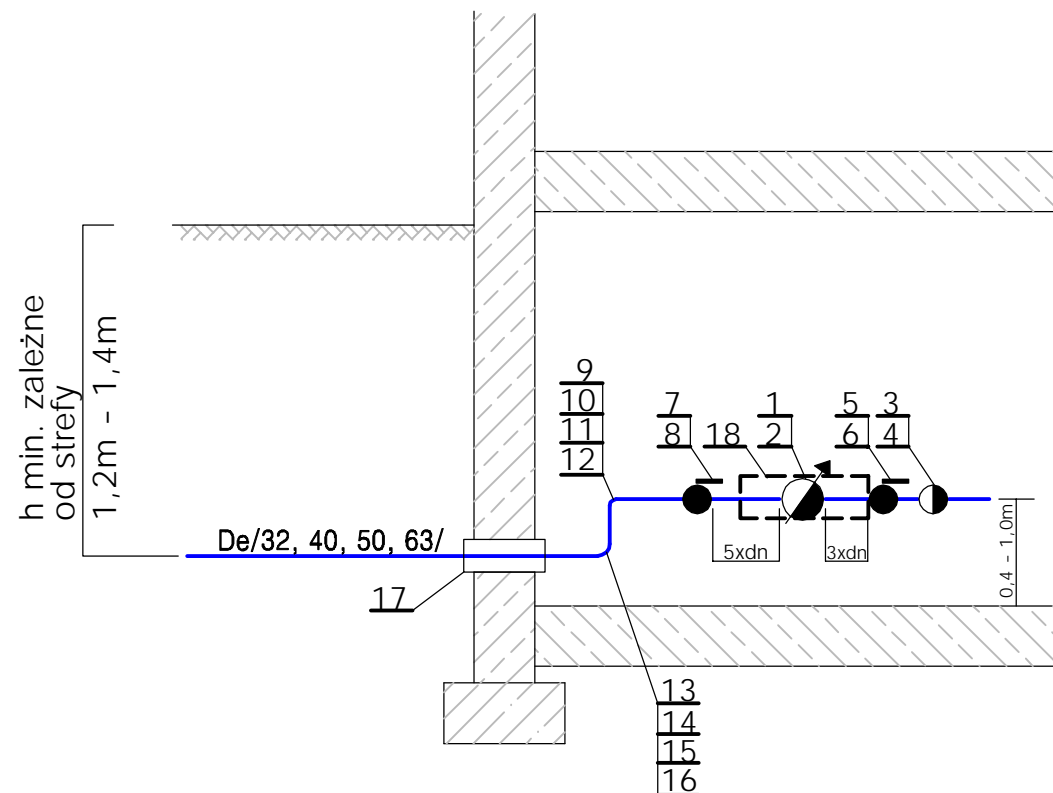 h min. zależne
od strefy
1,2m - 1,4m
De/32, 40, 50, 63/
17
9
10
11
12
7
8
18
1
2
5
6
3
4
5xdn
3xdn
0,4 - 1,0m
13
14
15
16